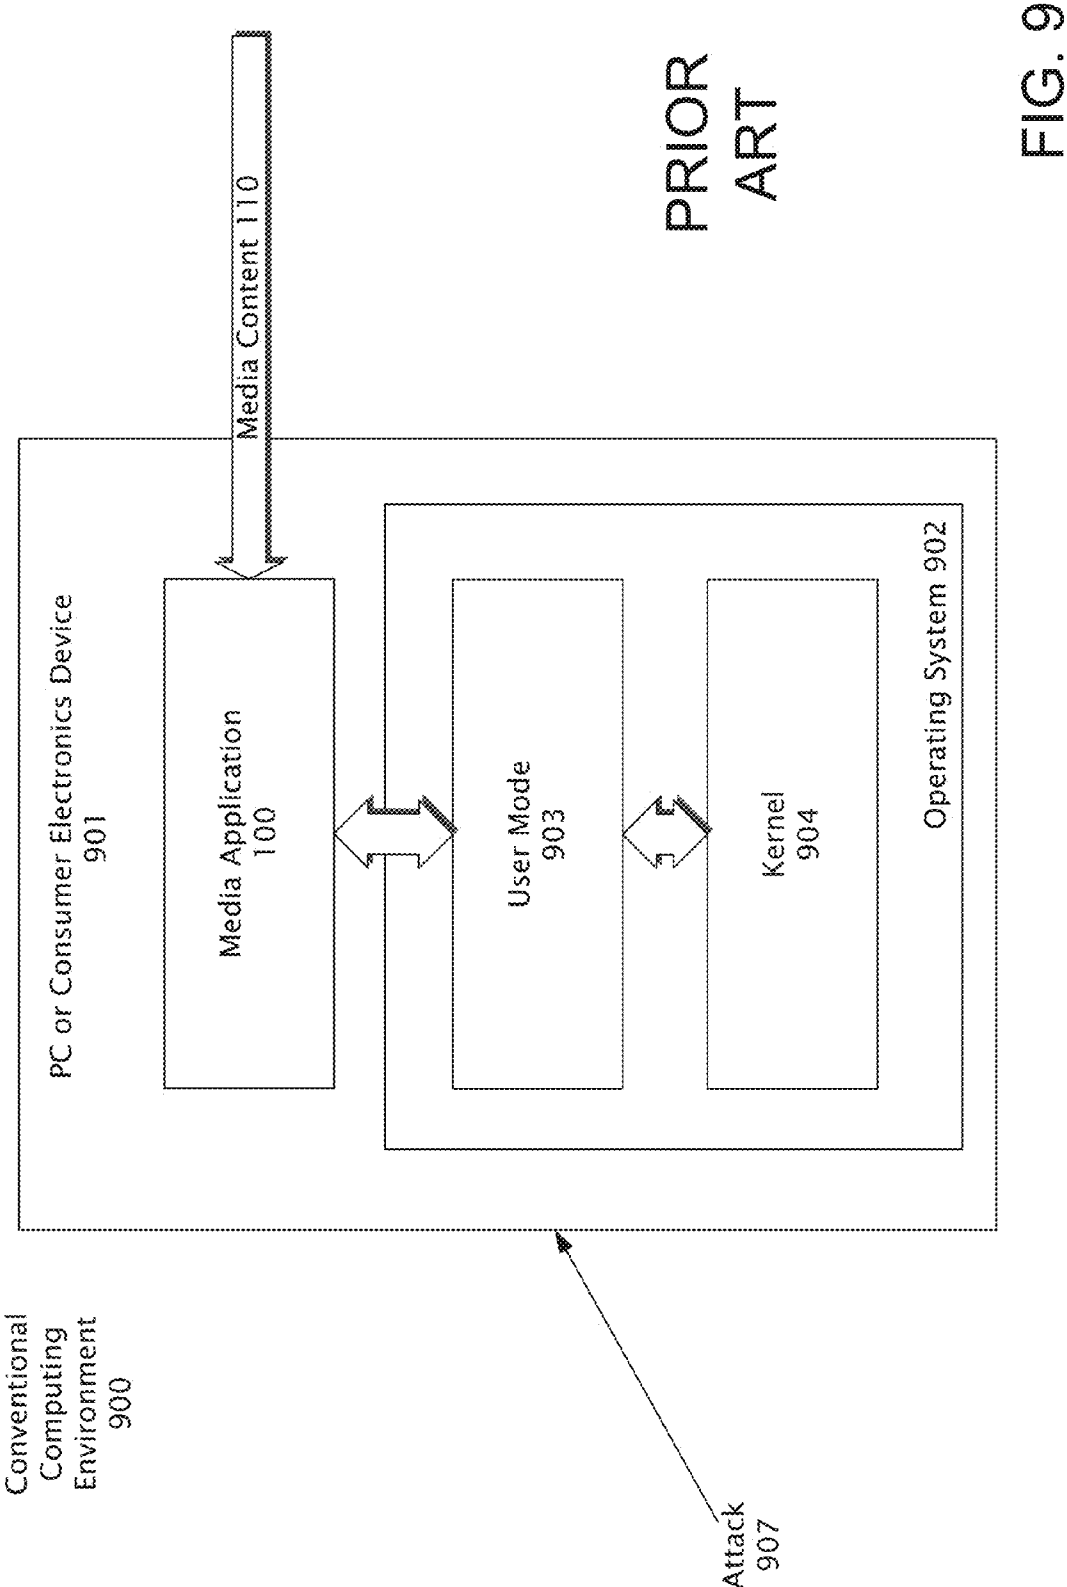 Conventional
Computing
Environment
900
PC or Consumer Electronics Device
901
Media Application
100
Media Content 110
User Mode
903
Kernel
904
Operating System 902
Attack
907
PRIOR
ART
FIG. 9